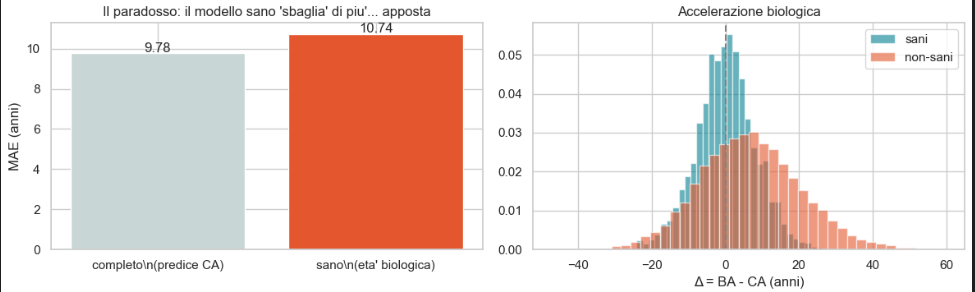 Il paradosso: il modello sano 'sbaglia' di piu'... apposta
10.74
9.78
10
8
6
4
2
0
MAE (anni)
completo\n(predice CA)
sano\n(eta' biologica)
Accelerazione biologica
sani
non-sani
0.05
0.04
0.03
0.02
0.01
0.00
−40
−20
0
20
40
60
Δ = BA - CA (anni)